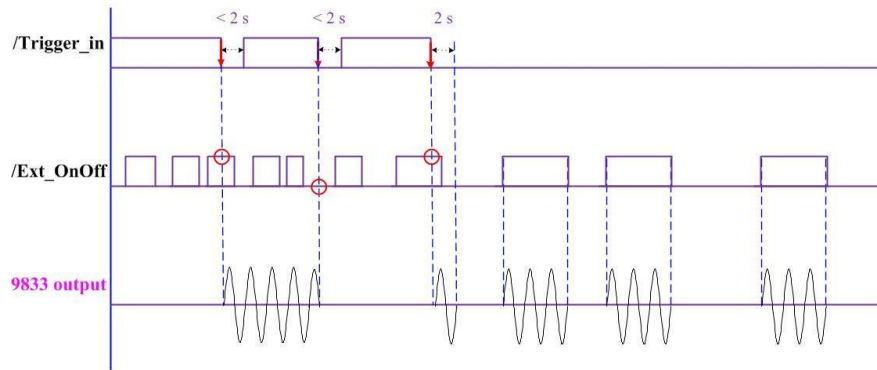 < 2 s < 2 s 2 s
/Trigger_in
/Ext_OnOff
9833 output